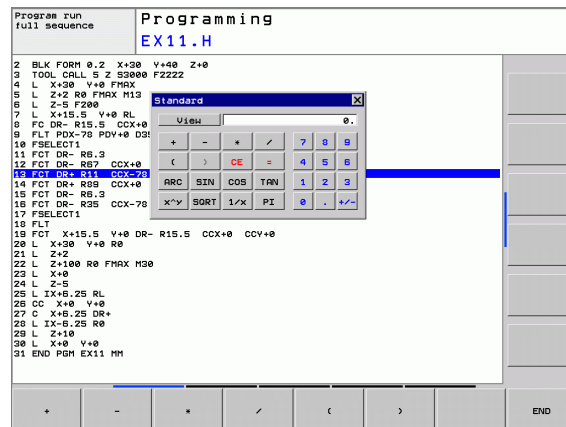 Program run
full sequence
Programming
EX11.H
2 BLK FORM 0.2 X+30 Y+40 Z+0
3 TOOL CALL 5 Z S3000 F2222
4 L X+30 Y+0 FMAX
5 L Z+2 R0 FMAX M13
6 L Z-5 F200
7 L X+15.5 Y+0 RL
8 FC DR- R15.5 CCX+0
9 FLT PDX-78 PDY+0 D35
10 FSELECT1
11 FCT DR- R6.3
12 FCT DR- R67 CCX+0
13 FCT DR+ R11 CCX-78
14 FCT DR+ R89 CCX+0
15 FCT DR- R6.3
16 FCT DR- R35 CCX-78
17 FSELECT1
18 FLT
19 FCT X+15.5 Y+0 DR- R15.5 CCX+0 CCY+0
20 L X+30 Y+0 R0
21 L Z+2
22 L Z+100 R0 FMAX M30
23 L X+0
24 L Z-5
25 L IX+6.25 RL
26 CC X+0 Y+0
27 C X+6.25 DR+
28 L IX-6.25 R0
29 L Z+10
30 L X+0 Y+0
31 END PGM EX11 MM
Standard X
View 0.
+ - * / 7 8 9
( ) CE = 4 5 6
ARC SIN COS TAN 1 2 3
x^y SQRT 1/x PI 0 . +/-
+ - * / ( ) END